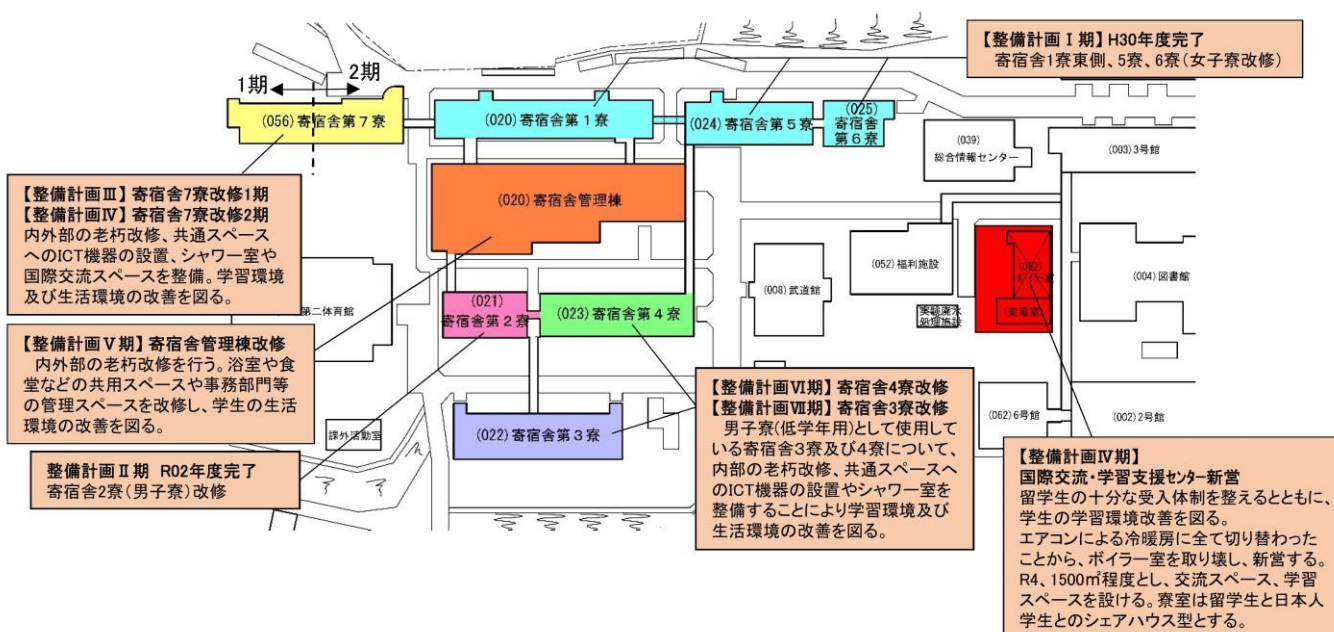 【整備計画Ⅰ期】H30年度完了
寄宿舎1寮東側、5寮、6寮(女子寮改修)
1期
2期
(056)寄宿舎第7寮
(020)寄宿舎第1寮
(024)寄宿舎第5寮
(025)
寄宿舎
第6寮
(039)
総合情報センター
(003)3号館
(020)寄宿舎管理棟
【整備計画Ⅲ】寄宿舎7寮改修1期
【整備計画Ⅳ】寄宿舎7寮改修2期
内外部の老朽改修、共通スペース
へのICT機器の設置、シャワー室や
国際交流スペースを整備。学習環境
及び生活環境の改善を図る。
第二体育館
(021)
寄宿舎第2寮
(023)寄宿舎第4寮
(008)武道館
(052)福利施設
実験廃水
処理施設
(変電室)
(004)図書館
【整備計画Ⅴ期】寄宿舎管理棟改修
内外部の老朽改修を行う。浴室や食
堂などの共用スペースや事務部門等
の管理スペースを改修し、学生の生活
環境の改善を図る。
課外活動室
(022)寄宿舎第3寮
(062)6号館
(002)2号館
整備計画Ⅱ期 R02年度完了
寄宿舎2寮(男子寮)改修
【整備計画Ⅵ期】寄宿舎4寮改修
【整備計画Ⅶ期】寄宿舎3寮改修
男子寮(低学年用)として使用して
いる寄宿舎3寮及び4寮について、
内部の老朽改修、共通スペースへ
のICT機器の設置やシャワー室を
整備することにより学習環境及び
生活環境の改善を図る。
【整備計画Ⅳ期】
国際交流・学習支援センター新営
留学生の十分な受入体制を整えるとともに、
学生の学習環境改善を図る。
エアコンによる冷暖房に全て切り替わった
ことから、ボイラー室を取り壊し、新営する。
R4、1500㎡程度とし、交流スペース、学習
スペースを設ける。寮室は留学生と日本人
学生とのシェアハウス型とする。